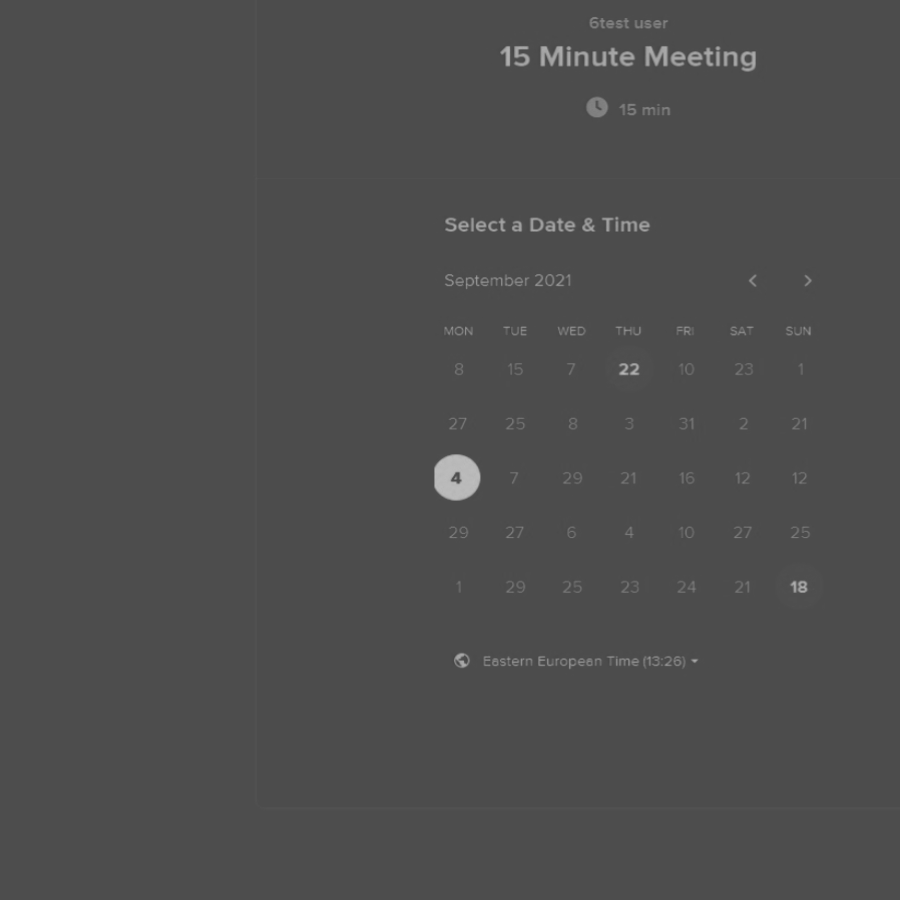 6test user
15 Minute Meeting
15 min
Select a Date & Time
September 2021
MON TUE WED THU FRI SAT SUN
8 15 7 22 10 23 1
27 25 8 3 31 2 21
4 7 29 21 16 12 12
29 27 6 4 10 27 25
1 29 25 23 24 21 18
Eastern European Time (13:26)